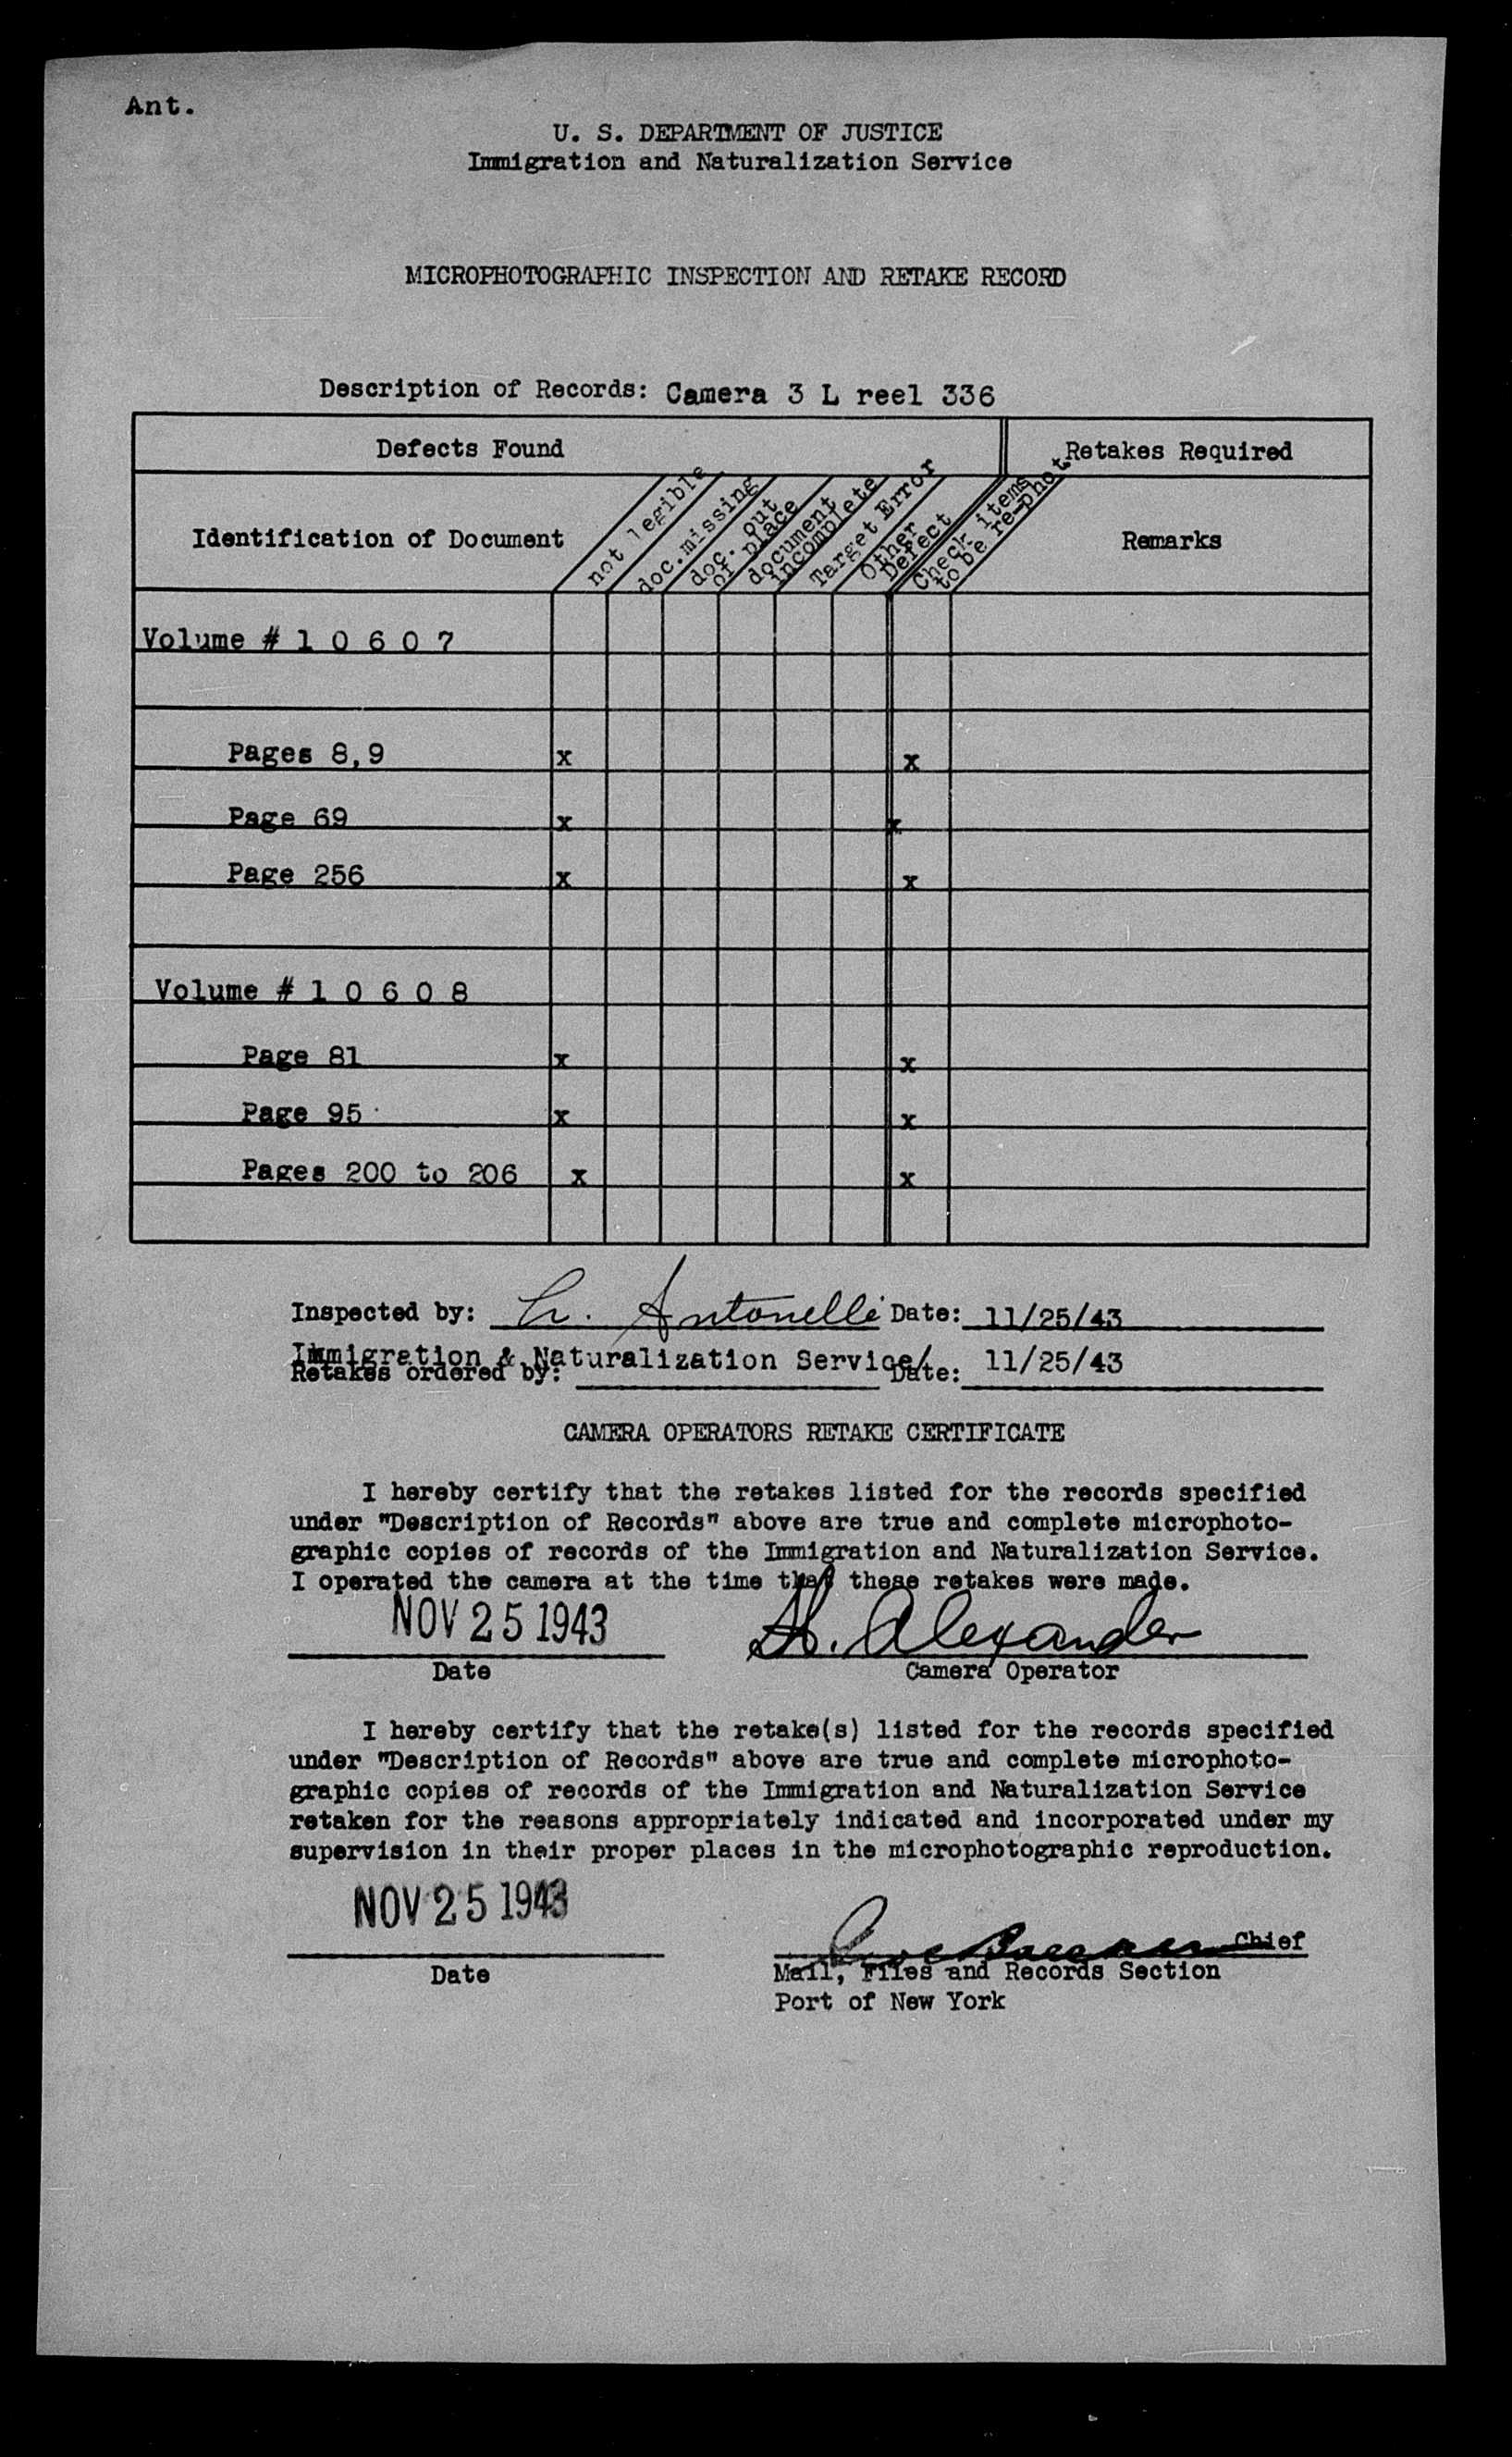 Ant.
U. S. DEPARTMENT OF JUSTICE
Immigration and Naturalization Service
MICROPHOTOGRAPHIC INSPECTION AND RETAKE RECORD
Description of Records: Camera 3 L reel 336
Defects Found Retakes Required
Identification of Document
not legible
doc.missing
doc. out
of place
document
incomplete
Target Error
Other
Defect
Check items
to be re-phot
Remarks
Volume # 1 0 6 0 7
Pages 8,9 x x
Page 69 x x
Page 256 x x
Volume # 1 0 6 0 8
Page 81 x x
Page 95 x x
Pages 200 to 206 x x
Inspected by: Antonelli Date: 11/25/43
Immigration & Naturalization Service/ 11/25/43
Retakes ordered by: Date:
CAMERA OPERATORS RETAKE CERTIFICATE
I hereby certify that the retakes listed for the records specified
under "Description of Records" above are true and complete microphoto-
graphic copies of records of the Immigration and Naturalization Service.
I operated the camera at the time that these retakes were made.
NOV 25 1943 H. Alexander
Date Camera Operator
I hereby certify that the retake(s) listed for the records specified
under "Description of Records" above are true and complete microphoto-
graphic copies of records of the Immigration and Naturalization Service
retaken for the reasons appropriately indicated and incorporated under my
supervision in their proper places in the microphotographic reproduction.
NOV 25 1943
Chief
Date Mail, Files and Records Section
Port of New York